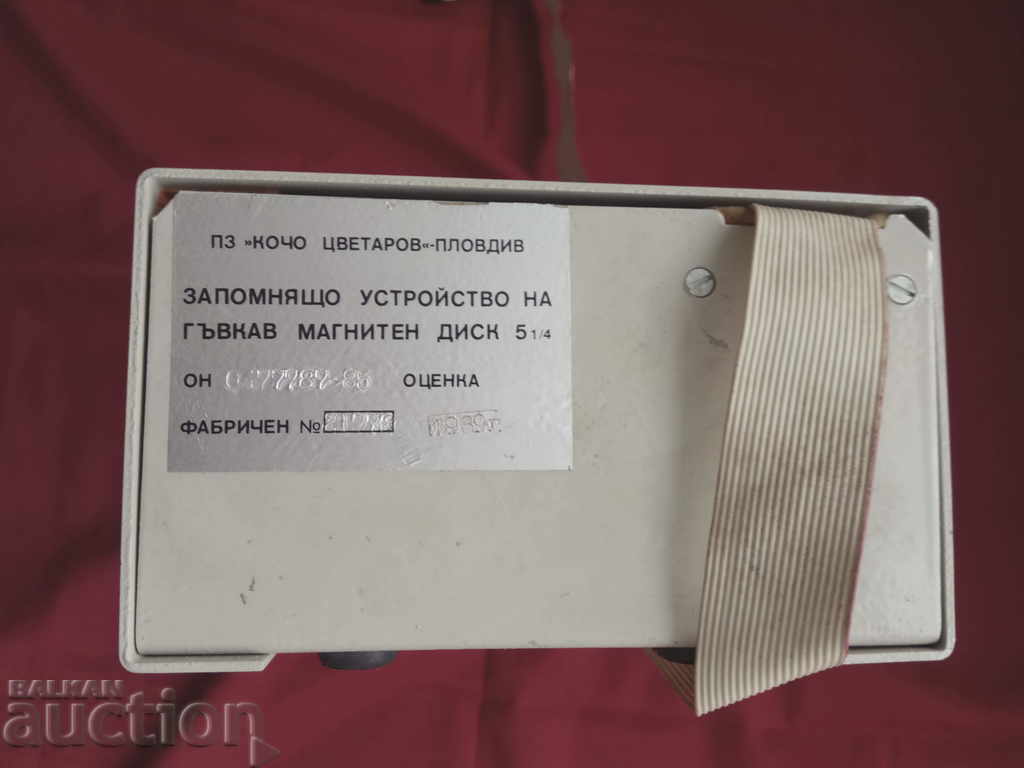 ПЗ »КОЧО ЦВЕТАРОВ«-ПЛОВДИВ
ЗАПОМНЯЩО УСТРОЙСТВО НА
ГЪВКАВ МАГНИТЕН ДИСК 5 1/4
ОН ОЦЕНКА
ФАБРИЧЕН №
BALKAN
auction